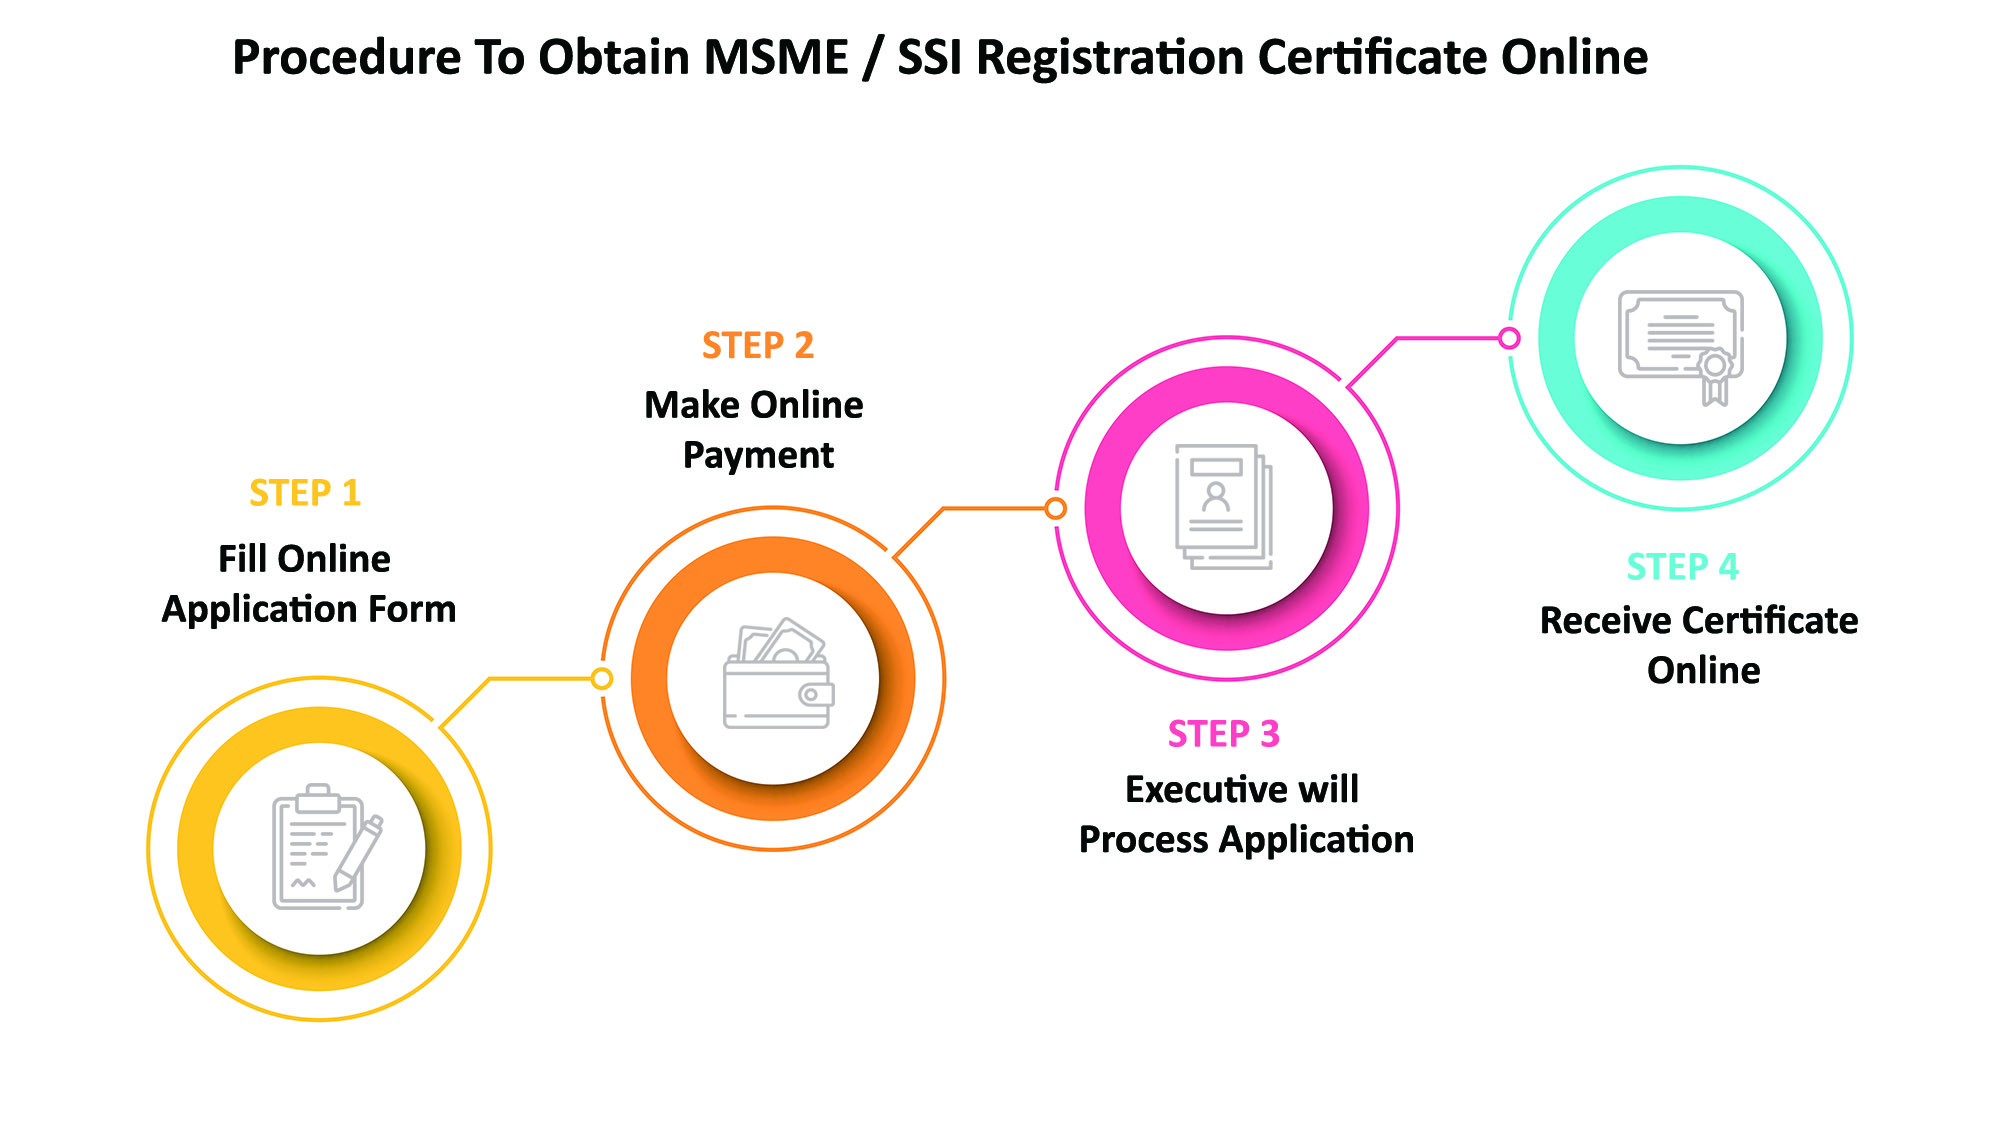 Procedure To Obtain MSME / SSI Registration Certificate Online
STEP 1
Fill Online
Application Form
STEP 2
Make Online
Payment
STEP 3
Executive will
Process Application
STEP 4
Receive Certificate
Online